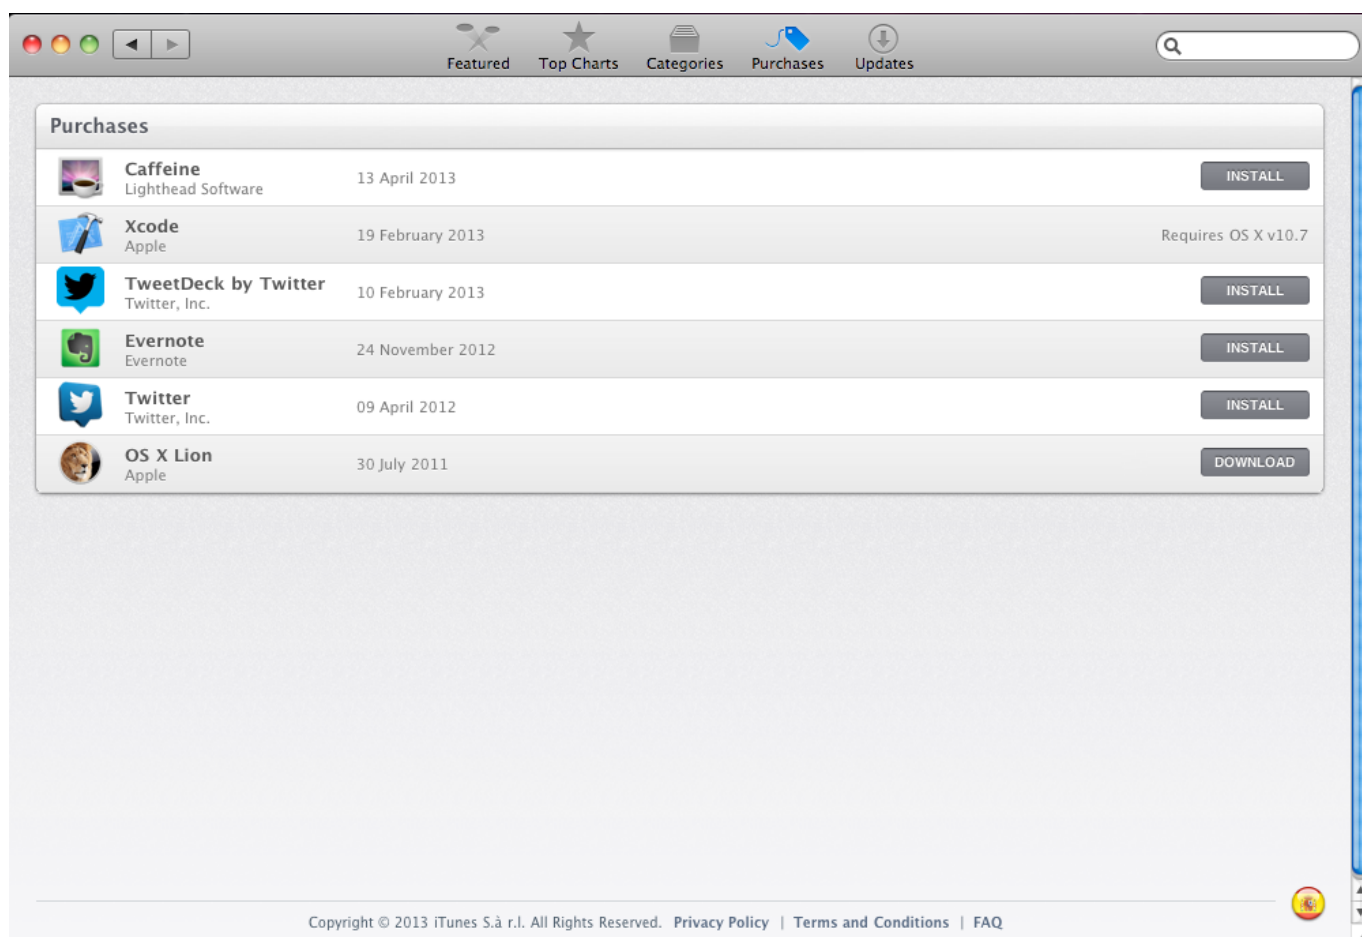 Featured
Top Charts
Categories
Purchases
Updates
Purchases
Caffeine
Lighthead Software
13 April 2013
INSTALL
Xcode
Apple
19 February 2013
Requires OS X v10.7
TweetDeck by Twitter
Twitter, Inc.
10 February 2013
INSTALL
Evernote
Evernote
24 November 2012
INSTALL
Twitter
Twitter, Inc.
09 April 2012
INSTALL
OS X Lion
Apple
30 July 2011
DOWNLOAD
Copyright © 2013 iTunes S.à r.l. All Rights Reserved. Privacy Policy | Terms and Conditions | FAQ